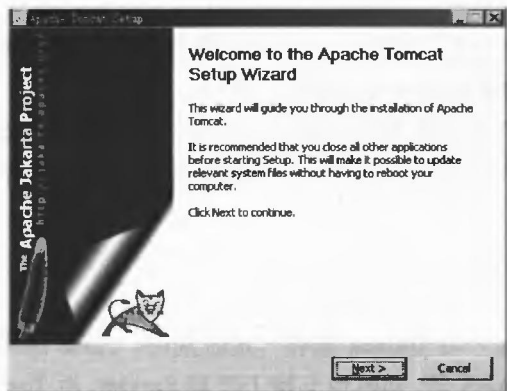 Apache Tomcat Setup
The Apache Jakarta Project
Welcome to the Apache Tomcat
Setup Wizard
This wizard will guide you through the installation of Apache
Tomcat.
It is recommended that you close all other applications
before starting Setup. This will make it possible to update
relevant system files without having to reboot your
computer.
Click Next to continue.
Next >
Cancel